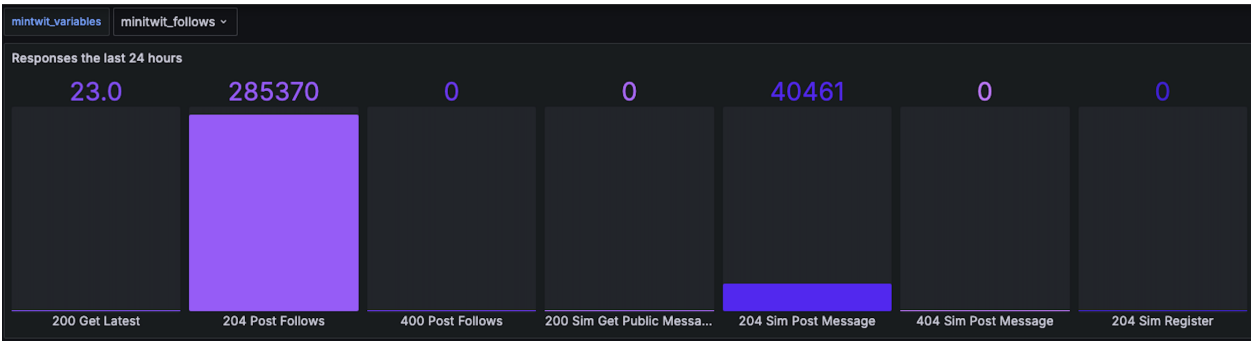 mintwit_variables minitwit_follows
Responses the last 24 hours
23.0 285370 0 0 40461 0 0
200 Get Latest 204 Post Follows 400 Post Follows 200 Sim Get Public Messa... 204 Sim Post Message 404 Sim Post Message 204 Sim Register